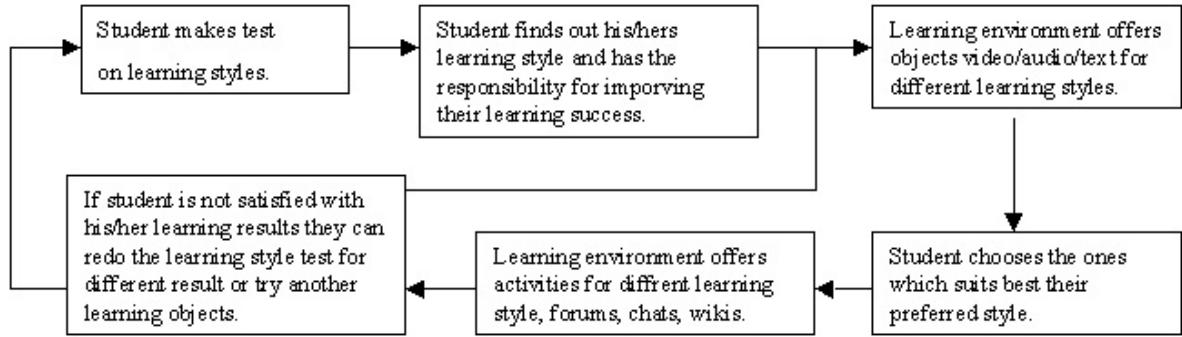 Student makes test
on learning styles.
Student finds out his/hers
learning style and has the
responsibility for imporving
their learning success.
Learning environment offers
objects video/audio/text for
different learning styles.
If student is not satisfied with
his/her learning results they can
redo the learning style test for
different result or try another
learning objects.
Learning environment offers
activities for diffrent learning
style, forums, chats, wikis.
Student chooses the ones
which suits best their
preferred style.